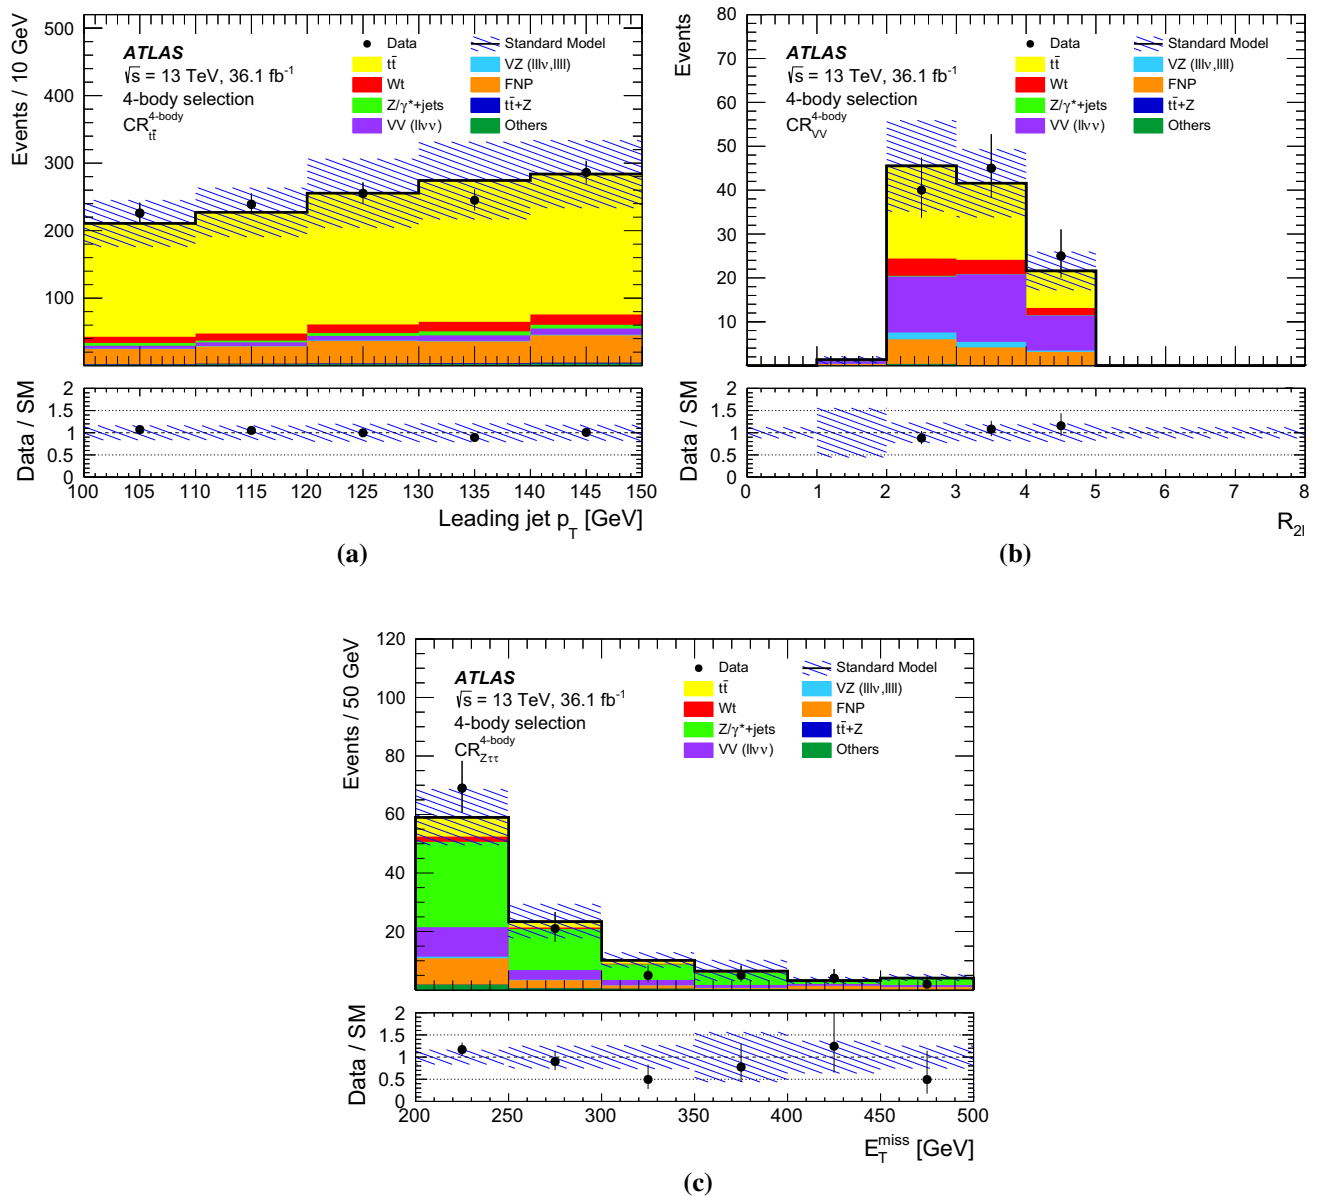 Events / 10 GeV
500
400
300
200
100
ATLAS
√s = 13 TeV, 36.1 fb⁻¹
4-body selection
CR_tt̄^4-body
Data
Standard Model
tt̄
VZ (lllν,llll)
Wt
FNP
Z/γ*+jets
tt̄+Z
VV (llνν)
Others
Data / SM
2
1.5
1
0.5
0
100 105 110 115 120 125 130 135 140 145 150
Leading jet p_T [GeV]
(a)
Events
80
70
60
50
40
30
20
10
ATLAS
√s = 13 TeV, 36.1 fb⁻¹
4-body selection
CR_VV^4-body
Data
Standard Model
tt̄
VZ (lllν,llll)
Wt
FNP
Z/γ*+jets
tt̄+Z
VV (llνν)
Others
Data / SM
2
1.5
1
0.5
0
0 1 2 3 4 5 6 7 8
R_2l
(b)
Events / 50 GeV
120
100
80
60
40
20
ATLAS
√s = 13 TeV, 36.1 fb⁻¹
4-body selection
CR_Zττ^4-body
Data
Standard Model
tt̄
VZ (lllν,llll)
Wt
FNP
Z/γ*+jets
tt̄+Z
VV (llνν)
Others
Data / SM
2
1.5
1
0.5
0
200 250 300 350 400 450 500
E_T^miss [GeV]
(c)